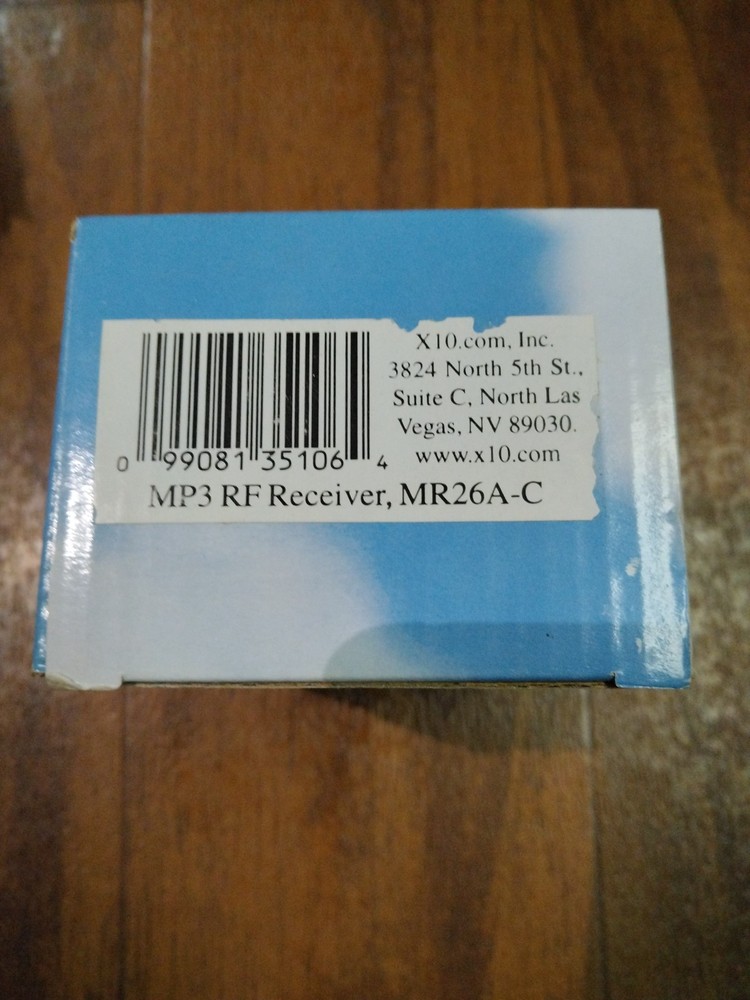 X10.com, Inc.
3824 North 5th St.,
Suite C, North Las
Vegas, NV 89030.
www.x10.com
0 99081 35106 4
MP3 RF Receiver, MR26A-C